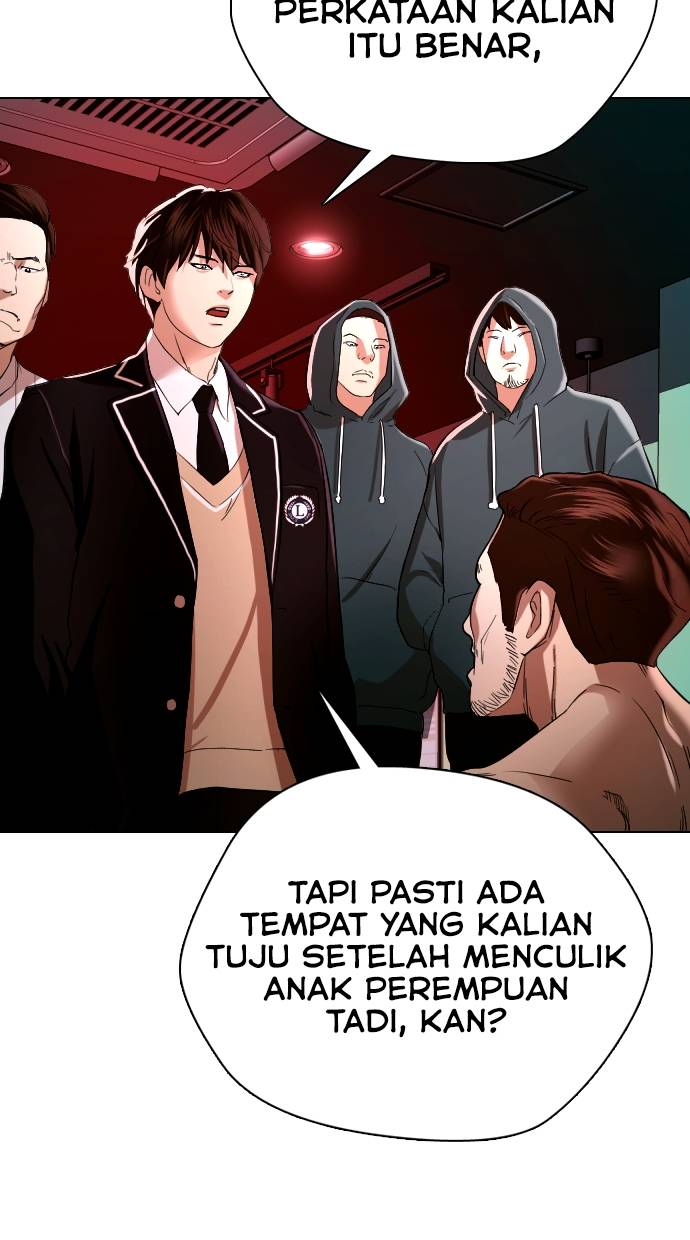 PERKATAAN KALIAN
ITU BENAR,
L
TAPI PASTI ADA
TEMPAT YANG KALIAN
TUJU SETELAH MENCULIK
ANAK PEREMPUAN
TADI, KAN?